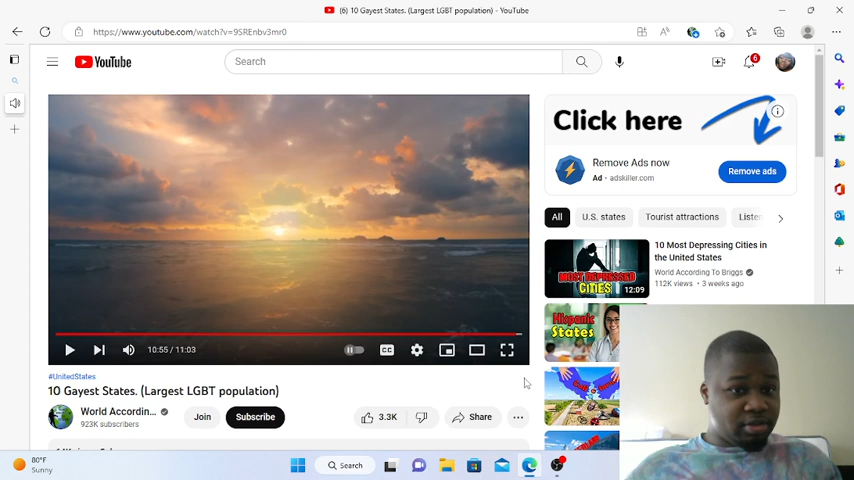 (6) 10 Gayest States. (Largest LGBT population) - YouTube
https://www.youtube.com/watch?v=9SREnbv3mr0
YouTube
Search
6
Click here
Remove Ads now
Ad • adskiller.com
Remove ads
All
U.S. states
Tourist attractions
Listen
MOST DEPRESSED
CITIES
12:09
10 Most Depressing Cities in
the United States
World According To Briggs
112K views • 3 weeks ago
Hispanic
States
10:55 / 11:03
CC
#UnitedStates
10 Gayest States. (Largest LGBT population)
World Accordin...
923K subscribers
Join
Subscribe
3.3K
Share
80°F
Sunny
Search